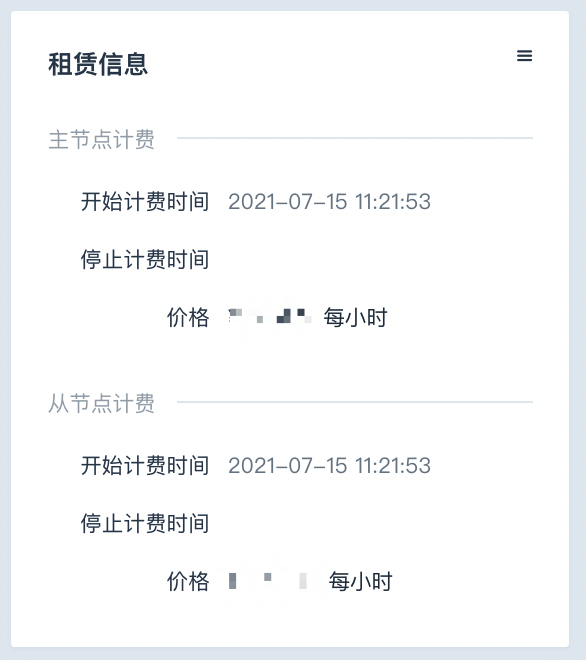 租赁信息
主节点计费
开始计费时间 2021-07-15 11:21:53
停止计费时间
价格 每小时
从节点计费
开始计费时间 2021-07-15 11:21:53
停止计费时间
价格 每小时